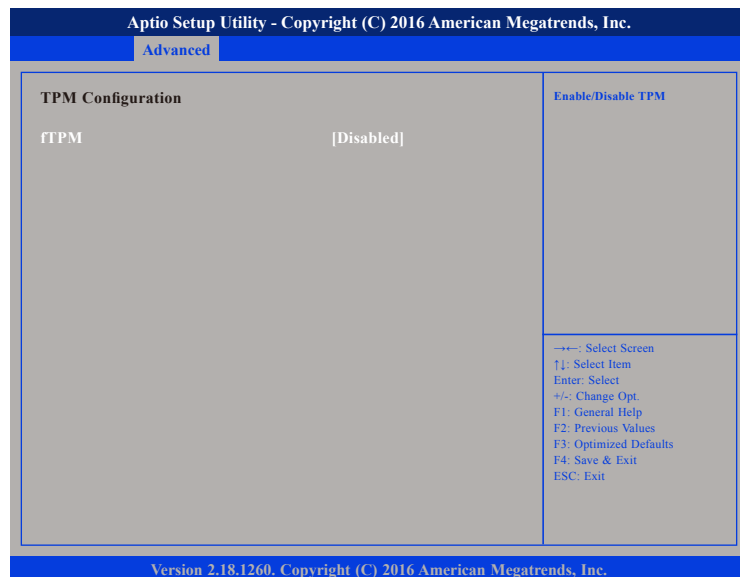 Aptio Setup Utility - Copyright (C) 2016 American Megatrends, Inc.
Advanced
TPM Configuration
fTPM [Disabled]
Enable/Disable TPM
→←: Select Screen
↑↓: Select Item
Enter: Select
+/-: Change Opt.
F1: General Help
F2: Previous Values
F3: Optimized Defaults
F4: Save & Exit
ESC: Exit
Version 2.18.1260. Copyright (C) 2016 American Megatrends, Inc.